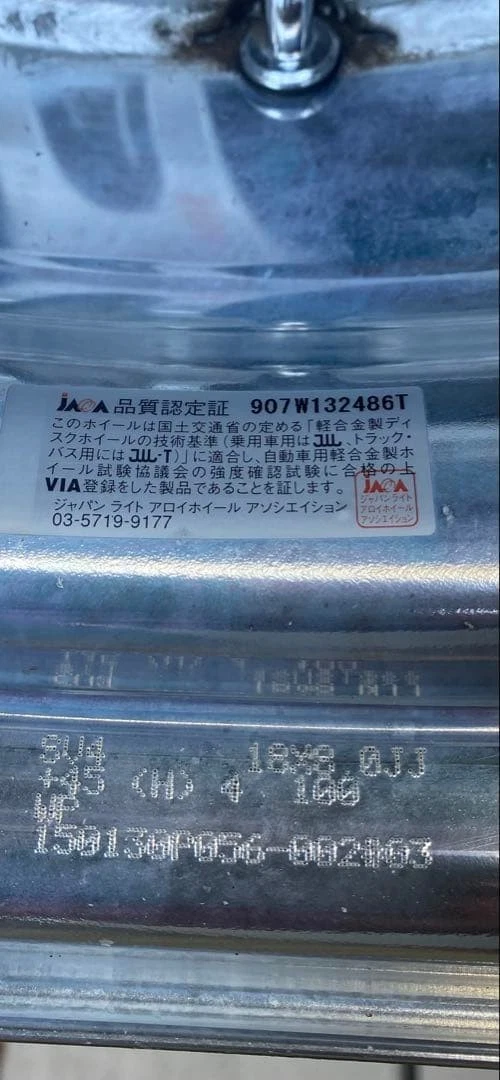 JAWA 品質認定証 907W132486T
このホイールは国土交通省の定める「軽合金製ディ
スクホイールの技術基準(乗用車用はJWL、トラック・
バス用にはJWL-T)」に適合し、自動車用軽合金製ホ
イール試験協議会の強度確認試験に合格の上
VIA登録をした製品であることを証します。
ジャパン ライト アロイホイール アソシエイション
03-5719-9177
JAWA
ジャパン ライト
アロイホイール
アソシエイション
18X8.0JJ
+45 <H> 4 100